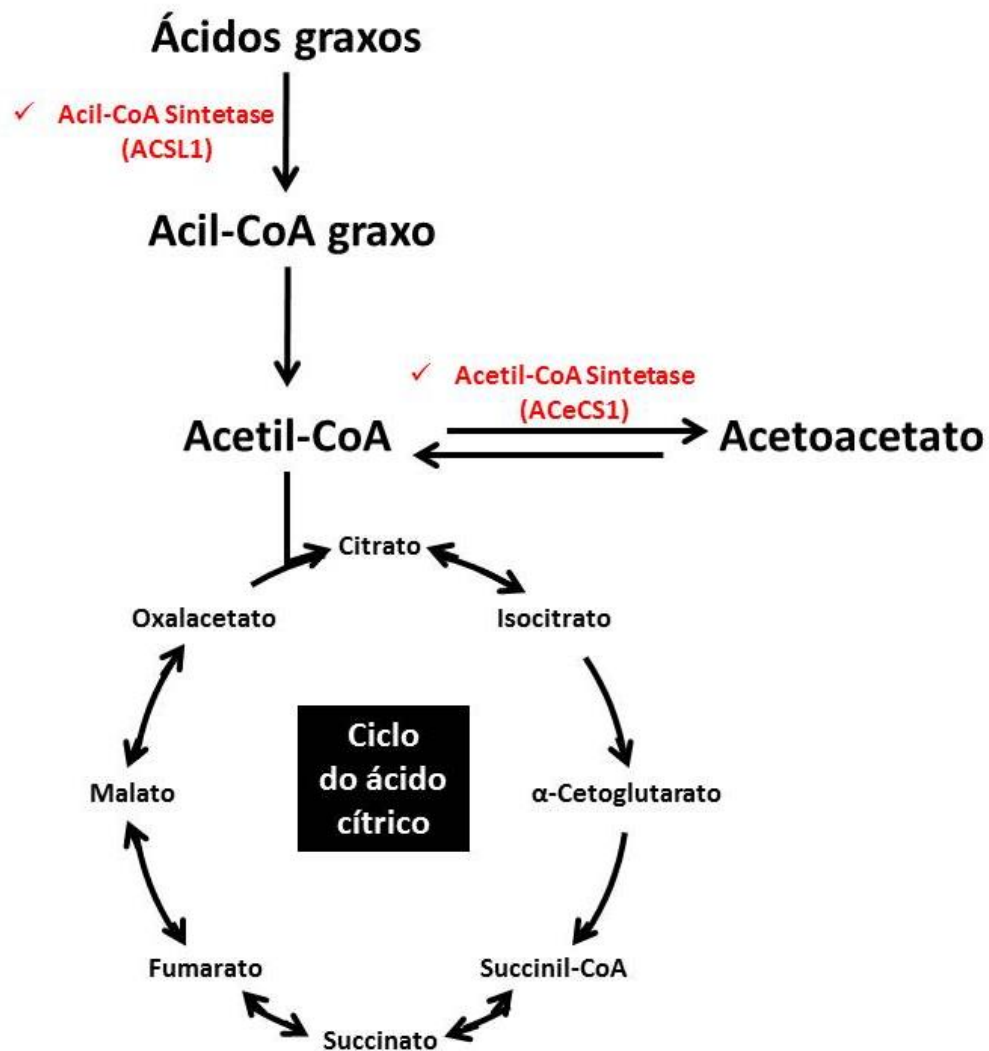 Ácidos graxos
✓ Acil-CoA Sintetase
(ACSL1)
Acil-CoA graxo
✓ Acetil-CoA Sintetase
(ACeCS1)
Acetil-CoA
Acetoacetato
Citrato
Oxalacetato
Isocitrato
Ciclo
do ácido
cítrico
Malato
α-Cetoglutarato
Fumarato
Succinil-CoA
Succinato